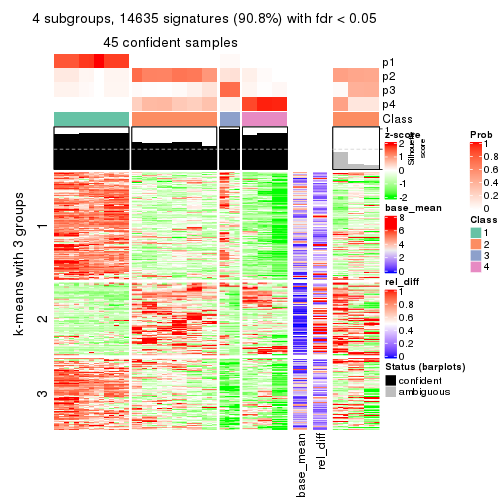 4 subgroups, 14635 signatures (90.8%) with fdr < 0.05
45 confident samples
p1
p2
p3
p4
Class
1
Silhouette
score
k-means with 3 groups
1
2
3
base_mean
rel_diff
z-score
2
1
0
-1
-2
base_mean
8
6
4
2
0
rel_diff
1
0.8
0.6
0.4
0.2
0
Status (barplots)
confident
ambiguous
Prob
1
0.8
0.6
0.4
0.2
0
Class
1
2
3
4